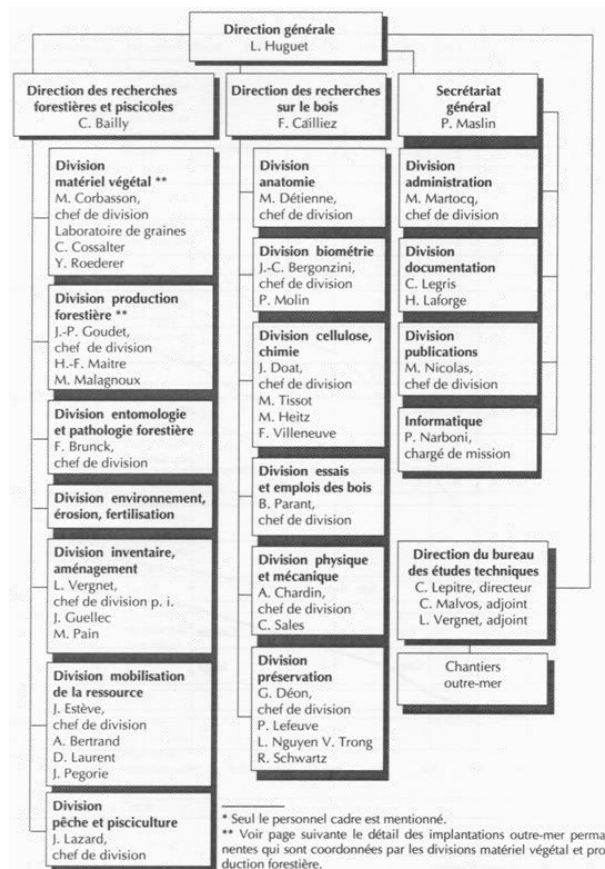 Direction générale
L. Huguet
Direction des recherches
forestières et piscicoles
C. Bailly
Division
matériel végétal **
M. Corbasson,
chef de division
Laboratoire de graines
C. Cossalter
Y. Roederer
Division production
forestière **
J.-P. Goudet,
chef de division
H.-F. Maitre
M. Malagnoux
Division entomologie
et pathologie forestière
F. Brunck,
chef de division
Division environnement,
érosion, fertilisation
Division inventaire,
aménagement
L. Vergnet,
chef de division p. i.
J. Guellec
M. Pain
Division mobilisation
de la ressource
J. Estève,
chef de division
A. Bertrand
D. Laurent
J. Pegorie
Division
pêche et pisciculture
J. Lazard,
chef de division
Direction des recherches
sur le bois
F. Cailliez
Division
anatomie
M. Détienne,
chef de division
Division biométrie
J.-C. Bergonzini,
chef de division
P. Molin
Division cellulose,
chimie
J. Doat,
chef de division
M. Tissot
M. Heitz
F. Villeneuve
Division essais
et emplois des bois
B. Parant,
chef de division
Division physique
et mécanique
A. Chardin,
chef de division
C. Sales
Division
préservation
G. Déon,
chef de division
P. Lefeuve
L. Nguyen V. Trong
R. Schwartz
Secrétariat
général
P. Maslin
Division
administration
M. Martocq,
chef de division
Division
documentation
C. Legris
H. Laforge
Division
publications
M. Nicolas,
chef de division
Informatique
P. Narboni,
chargé de mission
Direction du bureau
des études techniques
C. Lepitre, directeur
C. Malvos, adjoint
L. Vergnet, adjoint
Chantiers
outre-mer
* Seul le personnel cadre est mentionné.
** Voir page suivante le détail des implantations outre-mer perma
nentes qui sont coordonnées par les divisions matériel végétal et pro
duction forestière.